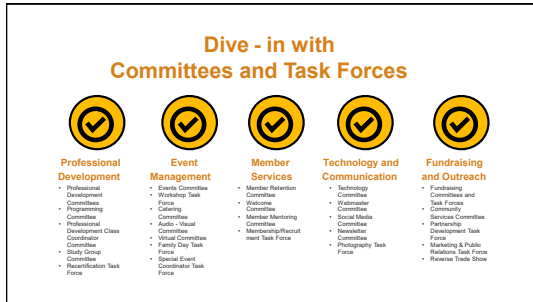 Dive - in with
Committees and Task Forces
Professional
Development
• Professional
Development
Committees
• Programming
Committee
• Professional
Development Class
Coordinator
Committee
• Study Group
Committee
• Recertification Task
Force
Event
Management
• Events Committee
• Workshop Task
Force
• Catering
Committee
• Audio - Visual
Committee
• Virtual Committee
• Family Day Task
Force
• Special Event
Coordinator Task
Force
Member
Services
• Member Retention
Committee
• Welcome
Committee
• Member Mentoring
Committee
• Membership/Recruit
ment Task Force
Technology and
Communication
• Technology
Committee
• Webmaster
Committee
• Social Media
Committee
• Newsletter
Committee
• Photography Task
Force
Fundraising
and Outreach
• Fundraising
Committees and
Task Forces
• Community
Services Committee
• Partnership
Development Task
Force
• Marketing & Public
Relations Task Force
• Reverse Trade Show